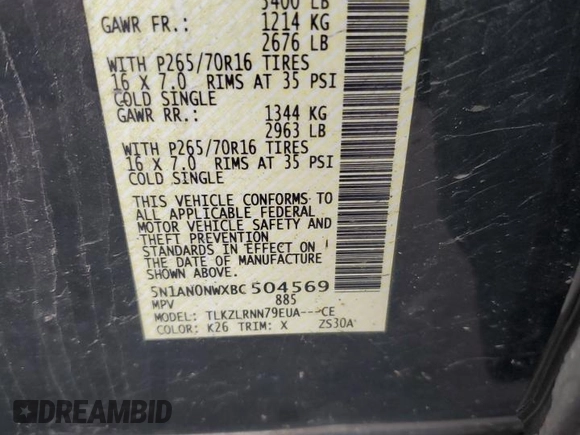 5400 LB
GAWR FR.: 1214 KG
2676 LB
WITH P265/70R16 TIRES
16 X 7.0 RIMS AT 35 PSI
COLD SINGLE
GAWR RR.: 1344 KG
2963 LB
WITH P265/70R16 TIRES
16 X 7.0 RIMS AT 35 PSI
COLD SINGLE
THIS VEHICLE CONFORMS TO
ALL APPLICABLE FEDERAL
MOTOR VEHICLE SAFETY AND
THEFT PREVENTION
STANDARDS IN EFFECT ON
THE DATE OF MANUFACTURE
SHOWN ABOVE.
5N1AN0NWXBC504569
MPV 885
MODEL: TLKZLRNN79EUA---CE
COLOR: K26 TRIM: X ZS30A
DREAMBID